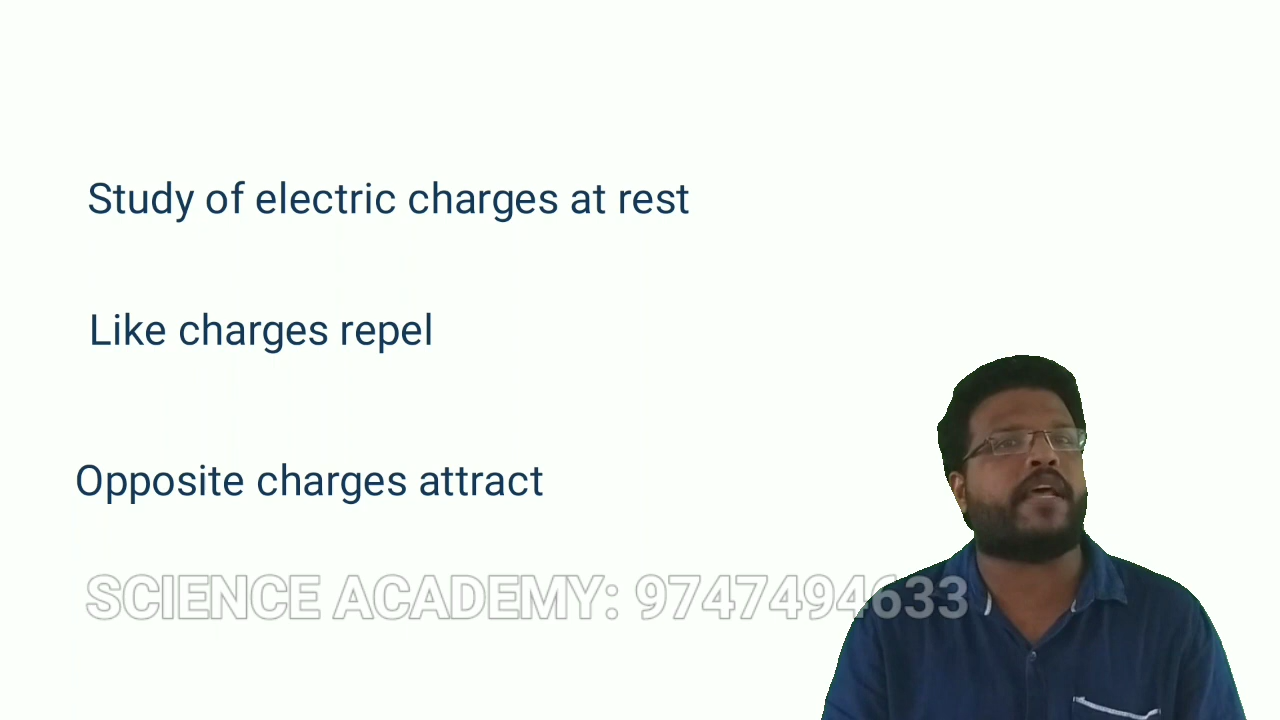 Study of electric charges at rest
Like charges repel
Opposite charges attract
SCIENCE ACADEMY: 9747494633